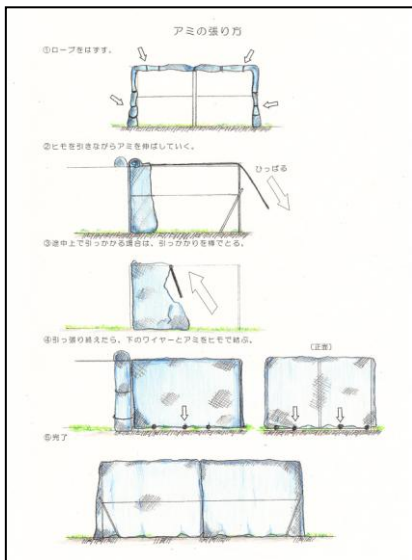 アミの張り方
①ロープをはずす。
②ヒモを引きながらアミを伸ばしていく。
ひっぱる
③途中上で引っかかる場合は、引っかかりを棒でとる。
④引っ張り終えたら、下のワイヤーとアミをヒモで結ぶ。
(正面)
⑤完了